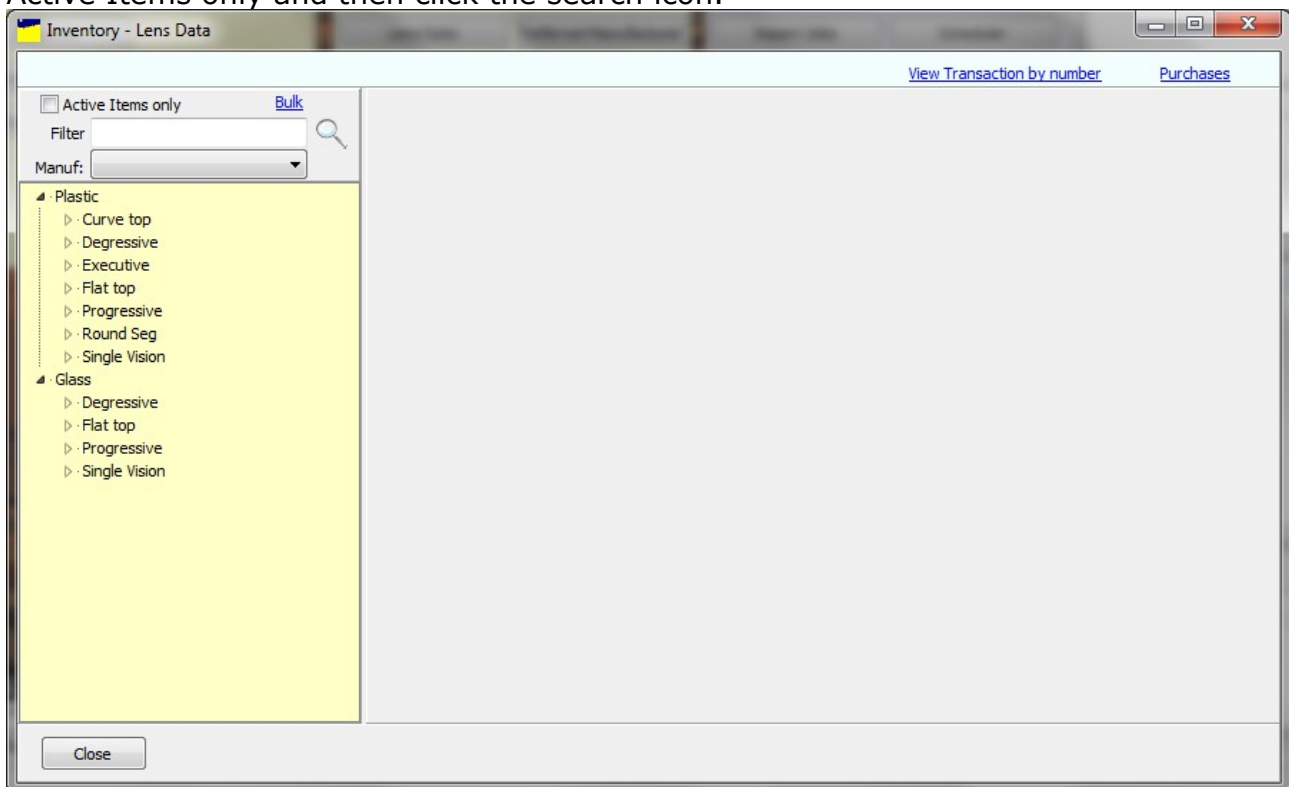 Active Items only and then click the search icon.
Inventory - Lens Data
View Transaction by number Purchases
Active Items only Bulk
Filter
Manuf:
Plastic
Curve top
Degressive
Executive
Flat top
Progressive
Round Seg
Single Vision
Glass
Degressive
Flat top
Progressive
Single Vision
Close